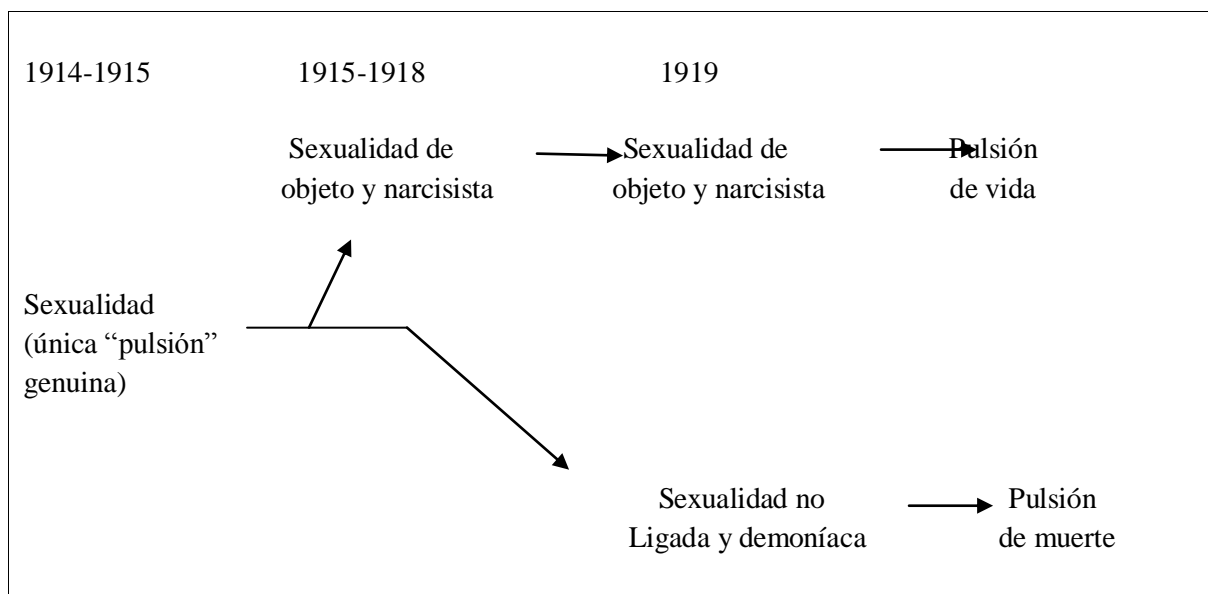 1914-1915 1915-1918 1919
Sexualidad de Sexualidad de Pulsión
objeto y narcisista objeto y narcisista de vida
Sexualidad
(única “pulsión”
genuina)
Sexualidad no Pulsión
Ligada y demoníaca de muerte